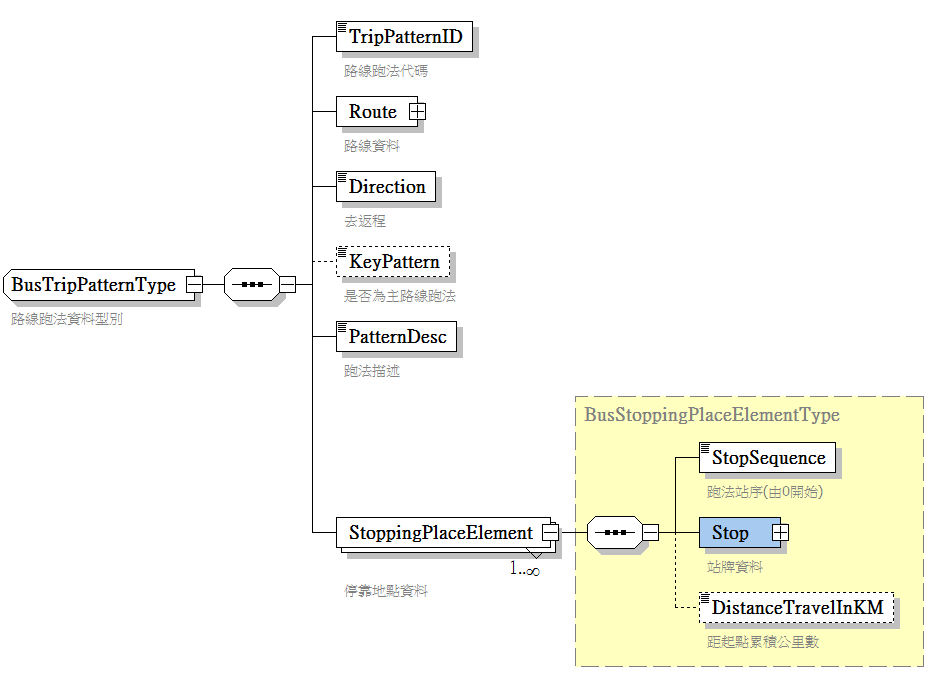 TripPatternID
路線跑法代碼
Route
路線資料
Direction
去返程
KeyPattern
是否為主路線跑法
BusTripPatternType
路線跑法資料型別
PatternDesc
跑法描述
BusStoppingPlaceElementType
StopSequence
跑法站序(由0開始)
StoppingPlaceElement
1..∞
停靠地點資料
Stop
站牌資料
DistanceTravelInKM
距起點累積公里數